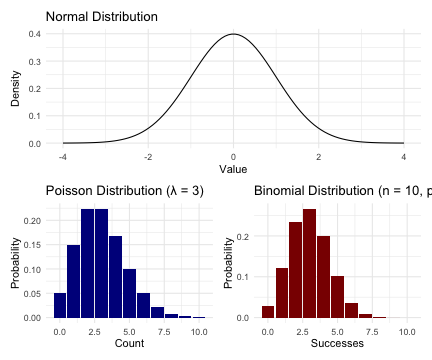 Normal Distribution
0.4
0.3
0.2
0.1
0.0
Density
-4 -2 0 2 4
Value
Poisson Distribution (λ = 3)
0.20
0.15
0.10
0.05
0.00
Probability
0.0 2.5 5.0 7.5 10.0
Count
Binomial Distribution (n = 10, p
0.2
0.1
0.0
Probability
0.0 2.5 5.0 7.5 10.0
Successes